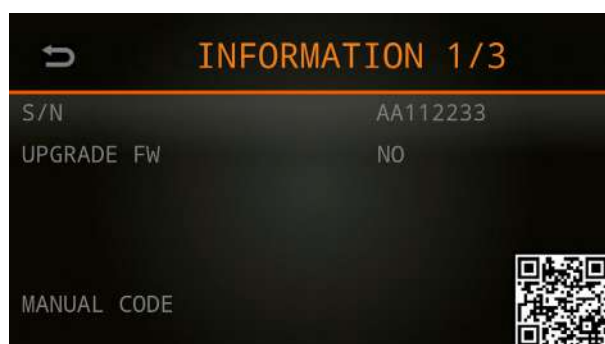 INFORMATION 1/3
S/N AA112233
UPGRADE FW NO
MANUAL CODE